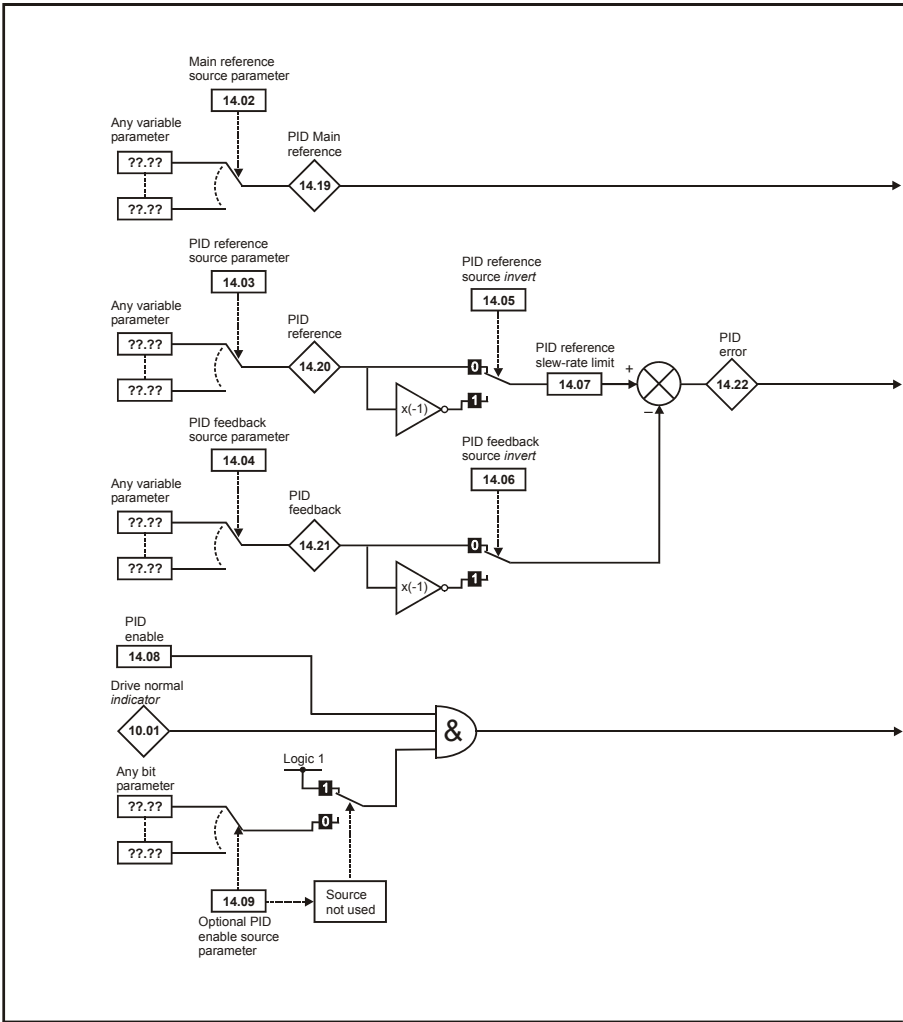 Main reference
source parameter
14.02
Any variable
parameter
??.??
??.??
PID Main
reference
14.19
PID reference
source parameter
14.03
Any variable
parameter
??.??
??.??
PID
reference
14.20
x(-1)
PID reference
source invert
14.05
0
1
PID reference
slew-rate limit
14.07
+
–
PID
error
14.22
PID feedback
source parameter
14.04
Any variable
parameter
??.??
??.??
PID
feedback
14.21
x(-1)
PID feedback
source invert
14.06
0
1
PID
enable
14.08
Drive normal
indicator
10.01
&
Any bit
parameter
??.??
??.??
Logic 1
1
0
14.09
Optional PID
enable source
parameter
Source
not used